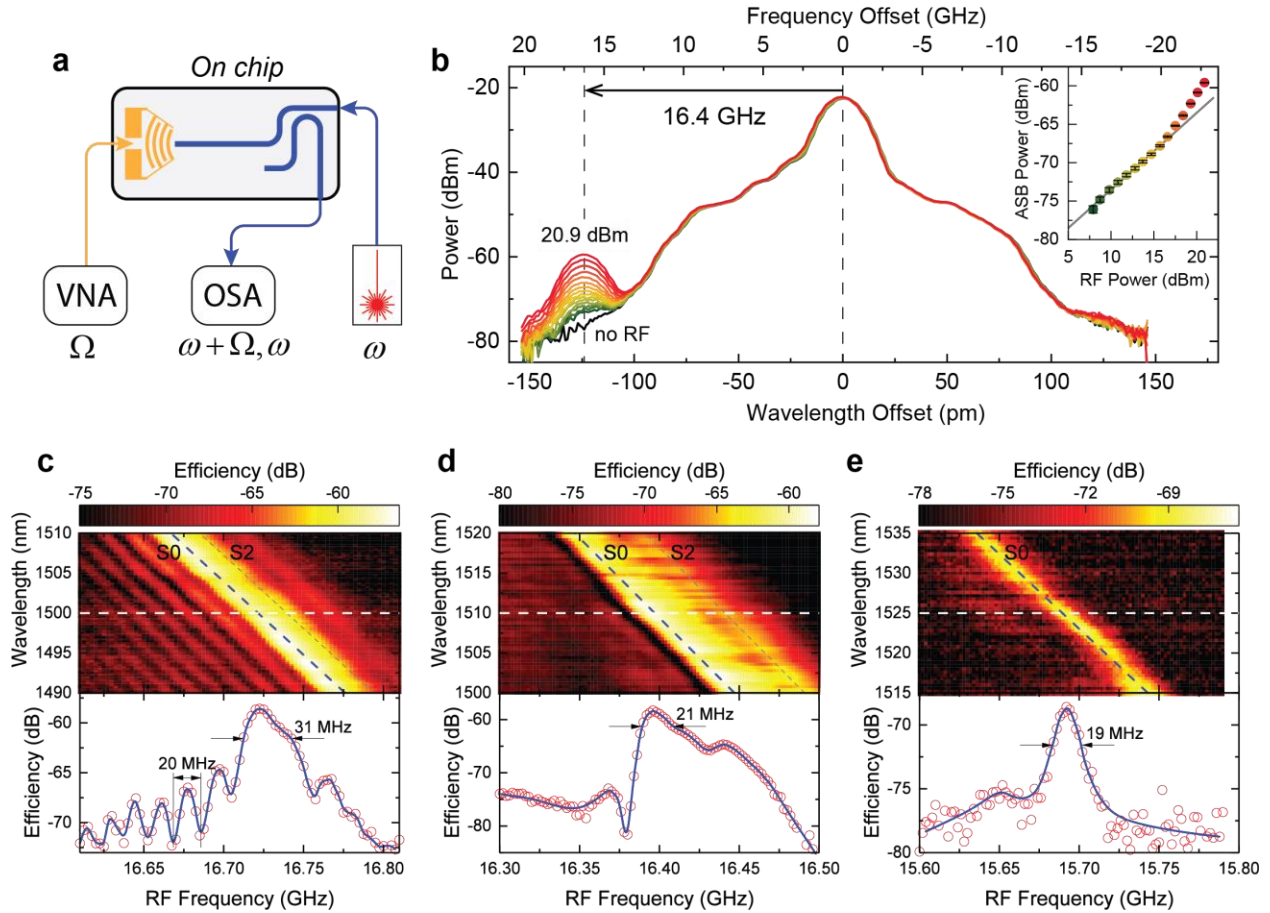 a
On chip
VNA
OSA
Ω
ω + Ω, ω
ω
b
Frequency Offset (GHz)
20 15 10 5 0 -5 -10 -15 -20
Power (dBm)
-20
-40
-60
-80
16.4 GHz
20.9 dBm
no RF
-150 -100 -50 0 50 100 150
Wavelength Offset (pm)
ASB Power (dBm)
-60
-65
-70
-75
-80
5 10 15 20
RF Power (dBm)
c
Efficiency (dB)
-75 -70 -65 -60
Wavelength (nm)
1510
1505
1500
1495
1490
S0 S2
Efficiency (dB)
-60
-65
-70
20 MHz
31 MHz
16.65 16.70 16.75 16.80
RF Frequency (GHz)
d
Efficiency (dB)
-80 -75 -70 -65 -60
Wavelength (nm)
1520
1515
1510
1505
1500
S0 S2
Efficiency (dB)
-60
-75
-80
21 MHz
16.30 16.35 16.40 16.45 16.50
RF Frequency (GHz)
e
Efficiency (dB)
-78 -75 -72 -69
Wavelength (nm)
1535
1530
1525
1520
1515
S0
Efficiency (dB)
-70
-75
-80
19 MHz
15.60 15.65 15.70 15.75 15.80
RF Frequency (GHz)